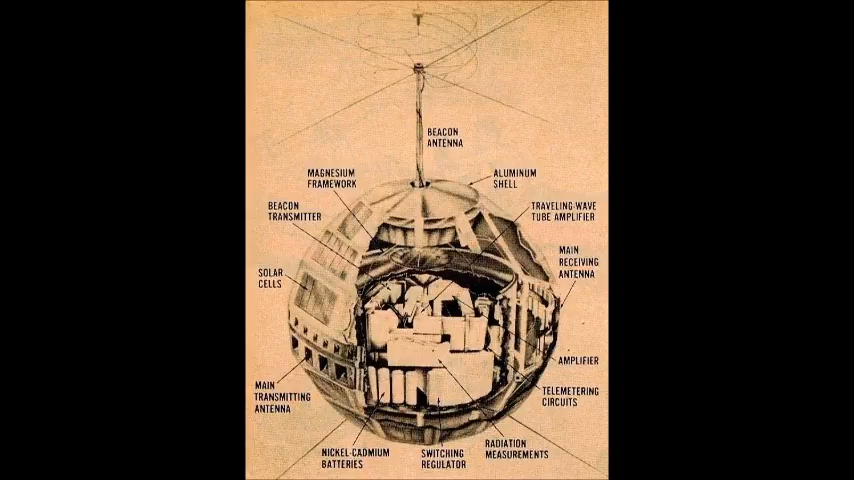 BEACON
ANTENNA
MAGNESIUM
FRAMEWORK
ALUMINUM
SHELL
BEACON
TRANSMITTER
TRAVELING-WAVE
TUBE AMPLIFIER
MAIN
RECEIVING
ANTENNA
SOLAR
CELLS
AMPLIFIER
MAIN
TRANSMITTING
ANTENNA
TELEMETERING
CIRCUITS
NICKEL-CADMIUM
BATTERIES
SWITCHING
REGULATOR
RADIATION
MEASUREMENTS